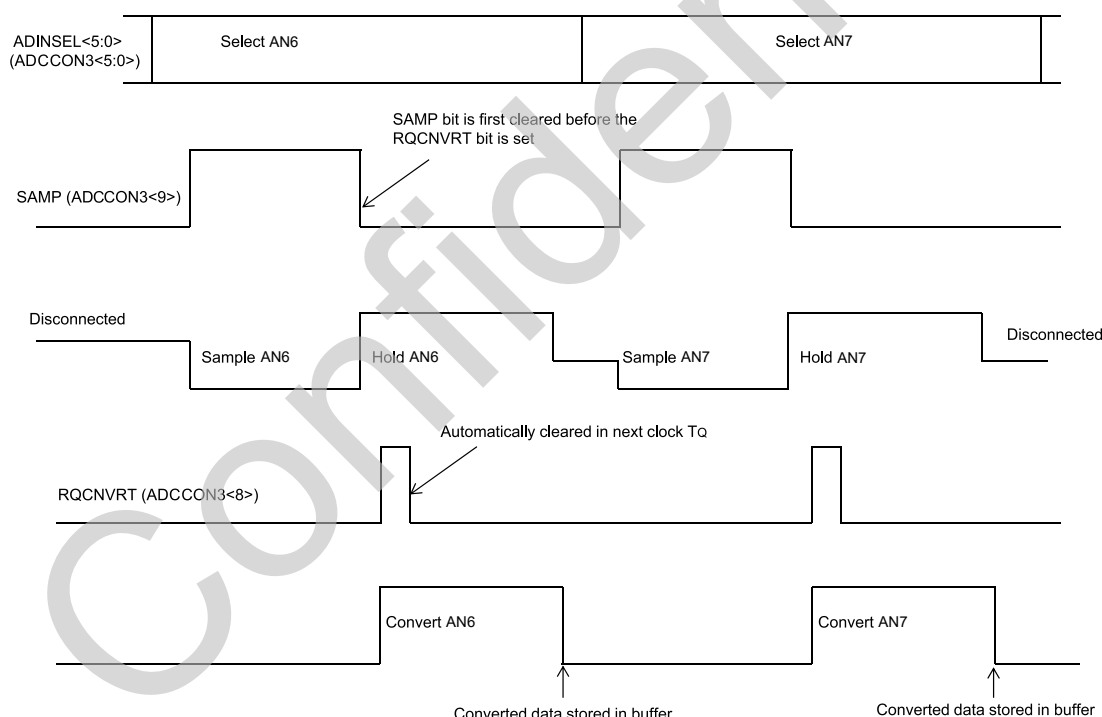 ADINSEL<5:0>
(ADCCON3<5:0>)
Select AN6
Select AN7
SAMP bit is first cleared before the
RQCNVRT bit is set
SAMP (ADCCON3<9>)
Disconnected
Disconnected
Sample AN6
Hold AN6
Sample AN7
Hold AN7
Automatically cleared in next clock TQ
RQCNVRT (ADCCON3<8>)
Convert AN6
Convert AN7
Converted data stored in buffer
Converted data stored in buffer
Confiden